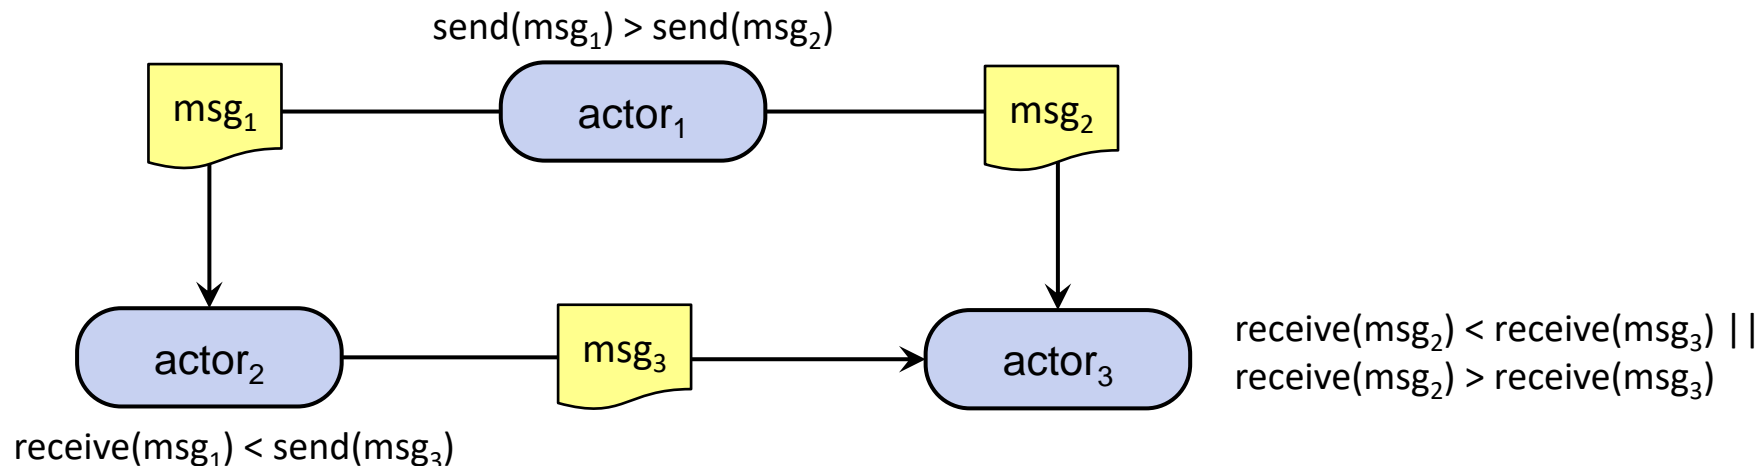 send(msg₁) > send(msg₂)
msg₁
actor₁
msg₂
actor₂
msg₃
actor₃
receive(msg₂) < receive(msg₃) ||
receive(msg₂) > receive(msg₃)
receive(msg₁) < send(msg₃)